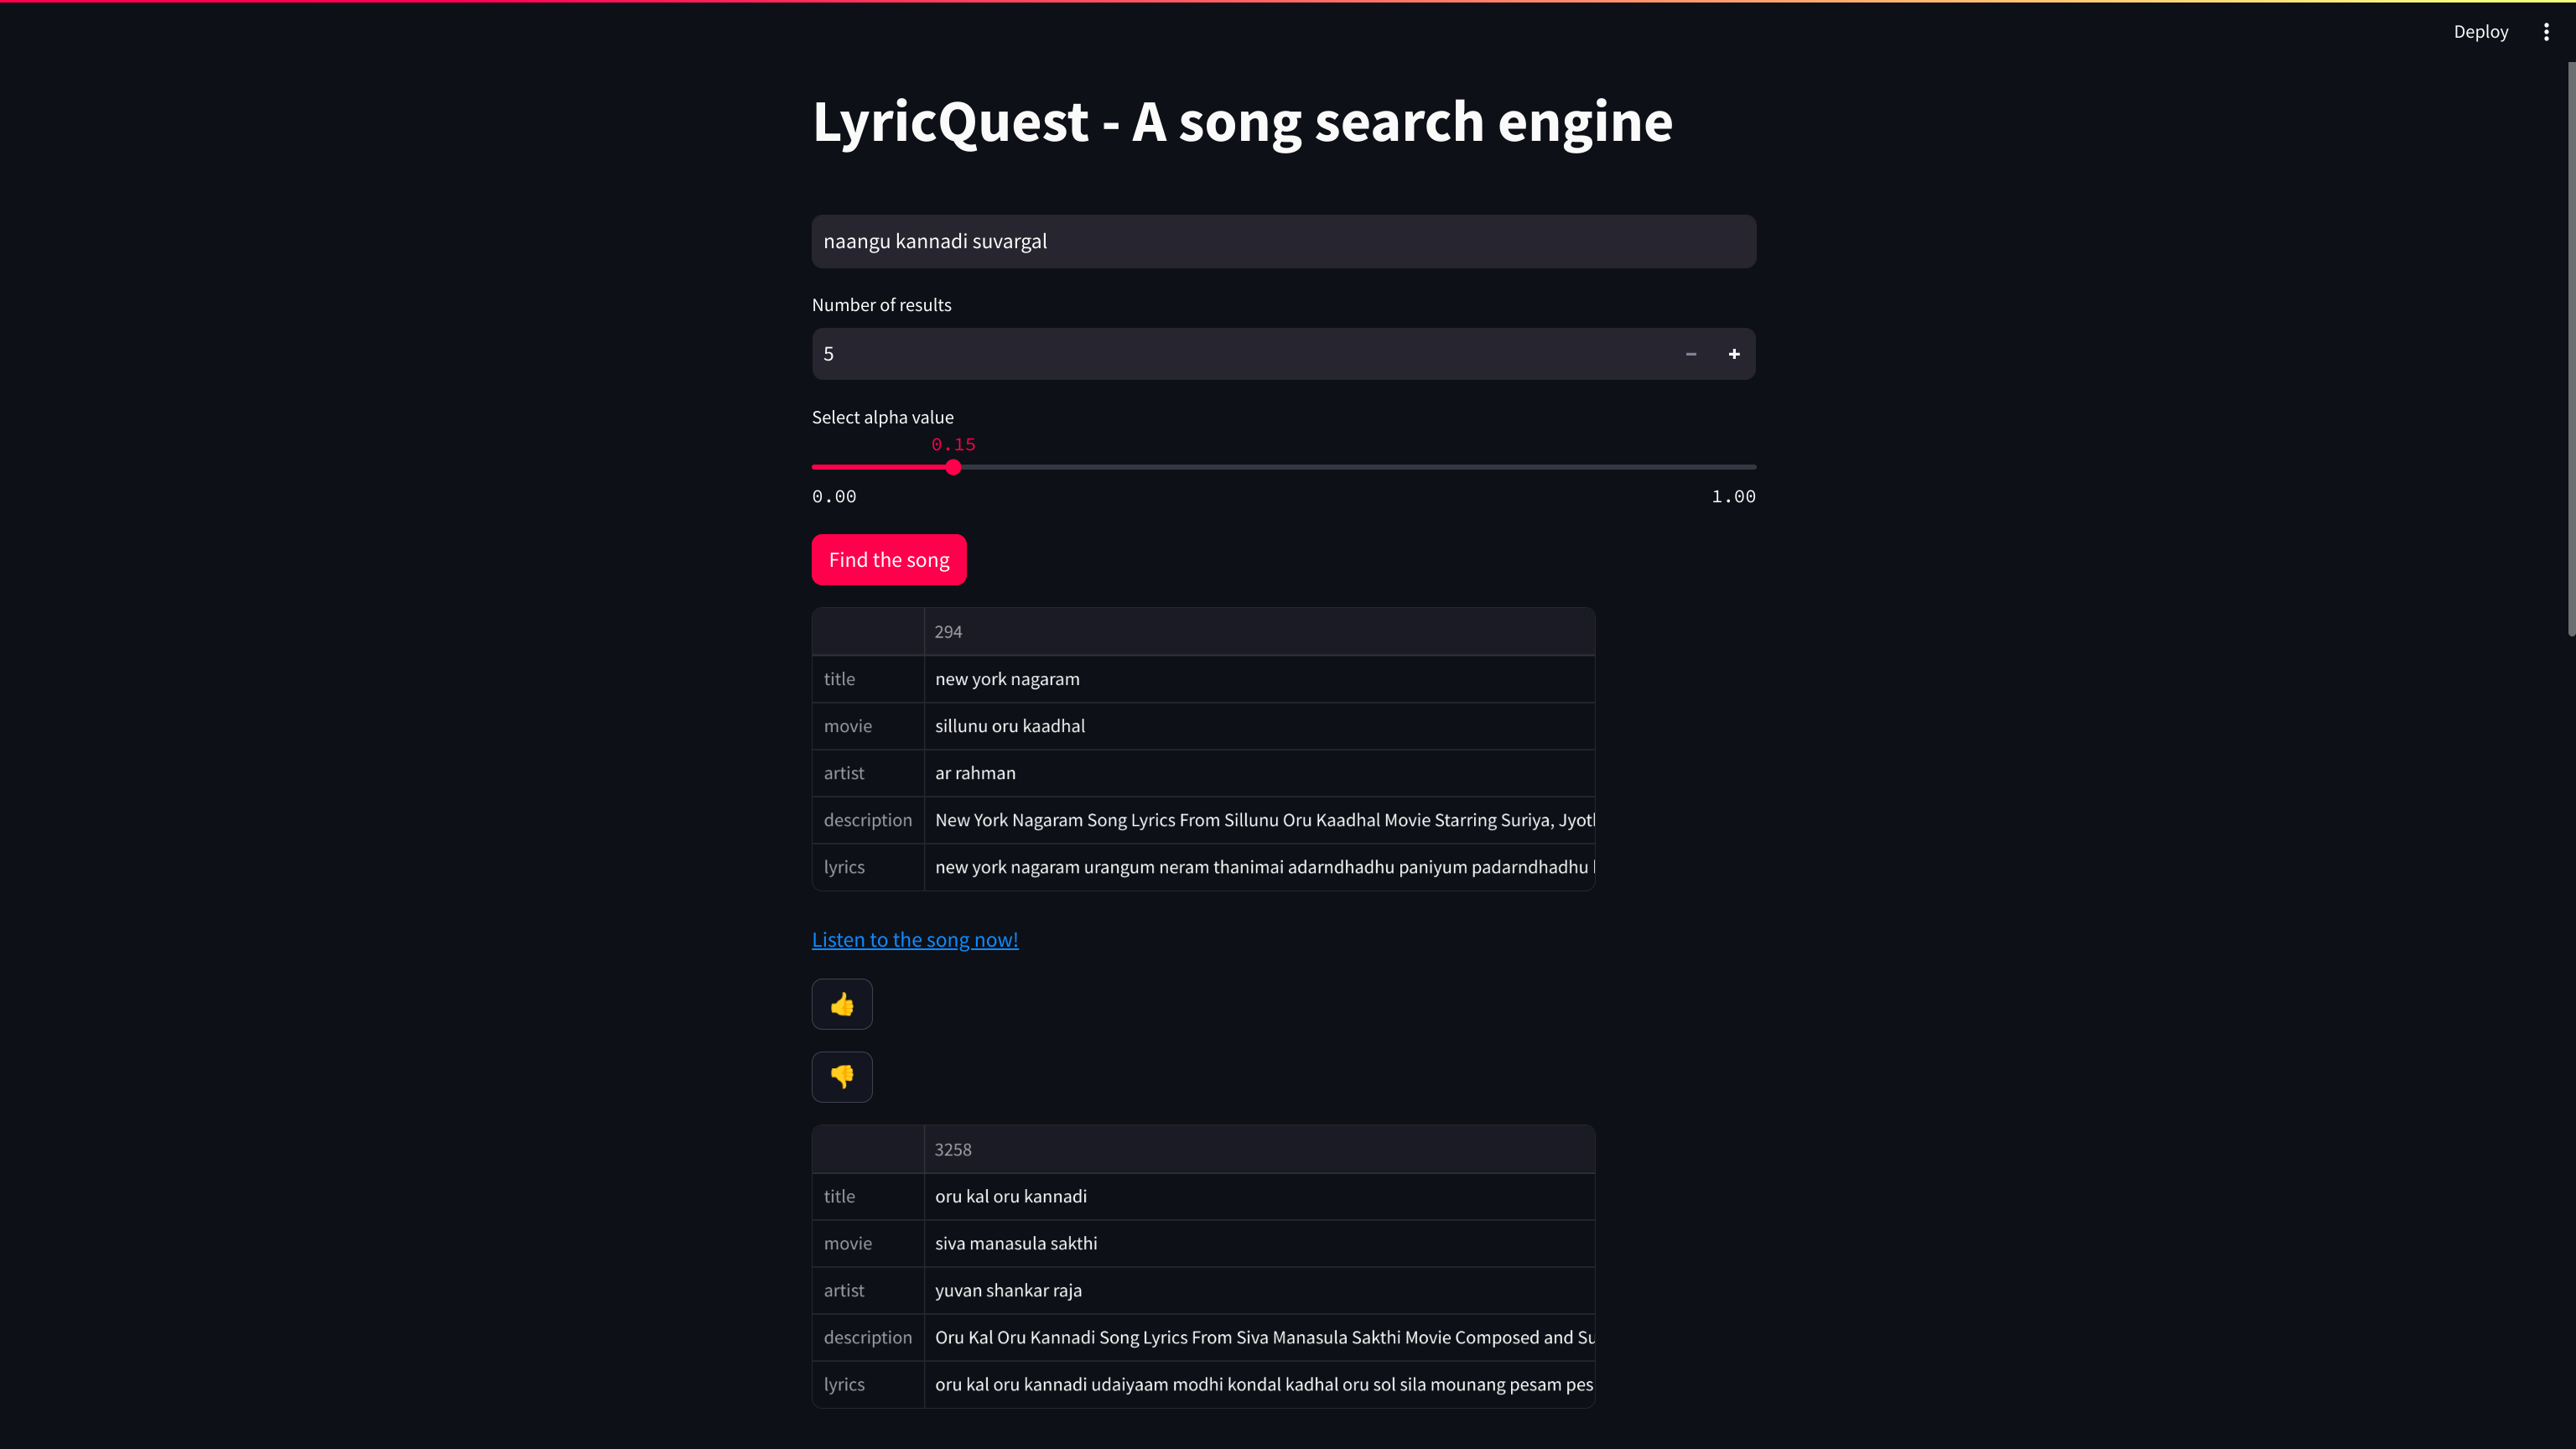 Deploy
LyricQuest - A song search engine
naangu kannadi suvargal
Number of results
5
Select alpha value
0.15
0.00 1.00
Find the song
294
title new york nagaram
movie sillunu oru kaadhal
artist ar rahman
description New York Nagaram Song Lyrics From Sillunu Oru Kaadhal Movie Starring Suriya, Jyot
lyrics new york nagaram urangum neram thanimai adarndhadhu paniyum padarndhadhu
Listen to the song now!
3258
title oru kal oru kannadi
movie siva manasula sakthi
artist yuvan shankar raja
description Oru Kal Oru Kannadi Song Lyrics From Siva Manasula Sakthi Movie Composed and Su
lyrics oru kal oru kannadi udaiyaam modhi kondal kadhal oru sol sila mounang pesam pes